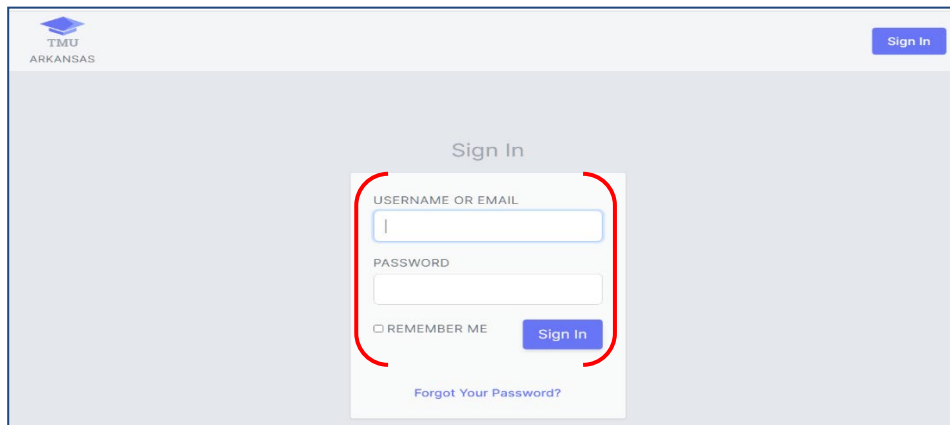 TMU
ARKANSAS
Sign In
Sign In
USERNAME OR EMAIL
PASSWORD
REMEMBER ME
Sign In
Forgot Your Password?